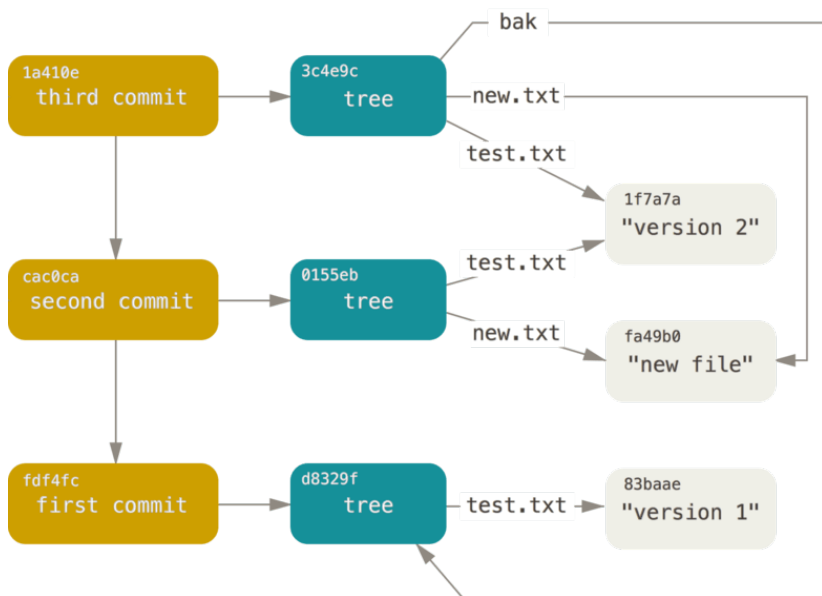 bak
1a410e
third commit
3c4e9c
tree
new.txt
test.txt
1f7a7a
"version 2"
cac0ca
second commit
0155eb
tree
test.txt
new.txt
fa49b0
"new file"
fdf4fc
first commit
d8329f
tree
test.txt
83baae
"version 1"